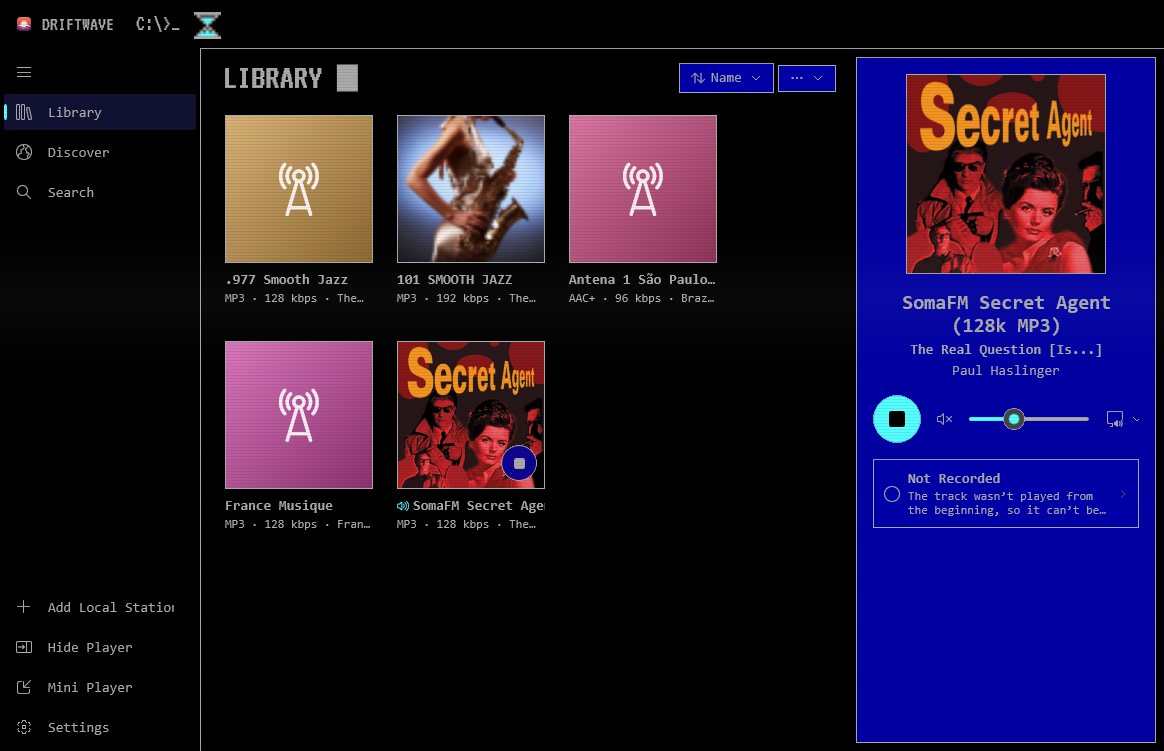 DRIFTWAVE C:\>_
Library
Discover
Search
Add Local Station
Hide Player
Mini Player
Settings
LIBRARY
Name
.977 Smooth Jazz
MP3 · 128 kbps · The…
101 SMOOTH JAZZ
MP3 · 192 kbps · The…
Antena 1 São Paulo…
AAC+ · 96 kbps · Braz…
France Musique
MP3 · 128 kbps · Fran…
Secret Agent
SomaFM Secret Agen
MP3 · 128 kbps · The…
Secret Agent
SomaFM Secret Agent
(128k MP3)
The Real Question [Is...]
Paul Haslinger
Not Recorded
The track wasn’t played from
the beginning, so it can’t be…